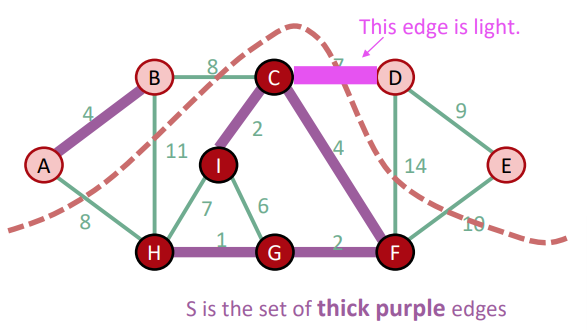 This edge is light.
B
8
C
7
D
4
2
9
A
11
I
4
14
E
8
7
6
10
H
1
G
2
F
S is the set of thick purple edges